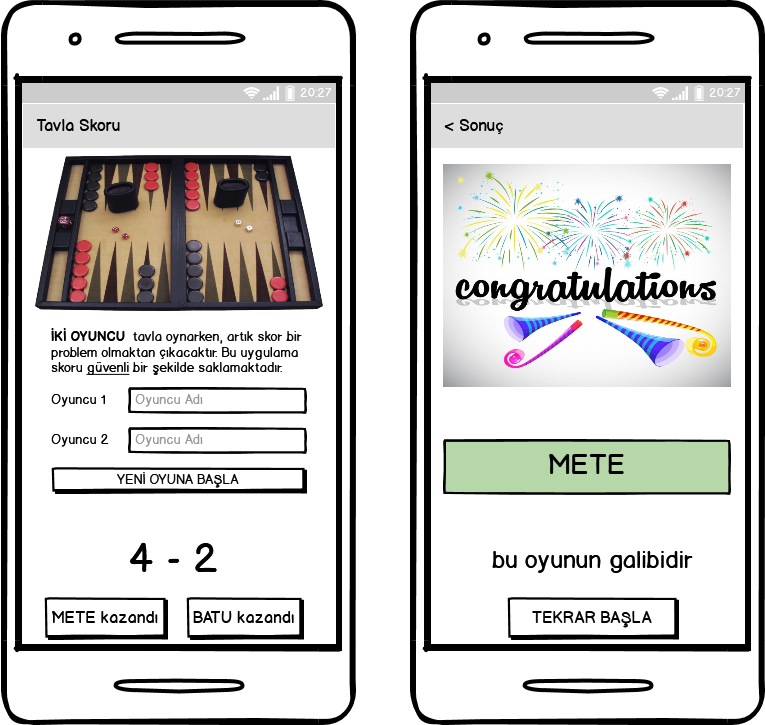 20:27
Tavla Skoru
İKİ OYUNCU tavla oynarken, artık skor bir
problem olmaktan çıkacaktır. Bu uygulama
skoru güvenli bir şekilde saklamaktadır.
Oyuncu 1 Oyuncu Adı
Oyuncu 2 Oyuncu Adı
YENİ OYUNA BAŞLA
4 - 2
METE kazandı BATU kazandı
20:27
< Sonuç
congratulations
METE
bu oyunun galibidir
TEKRAR BAŞLA